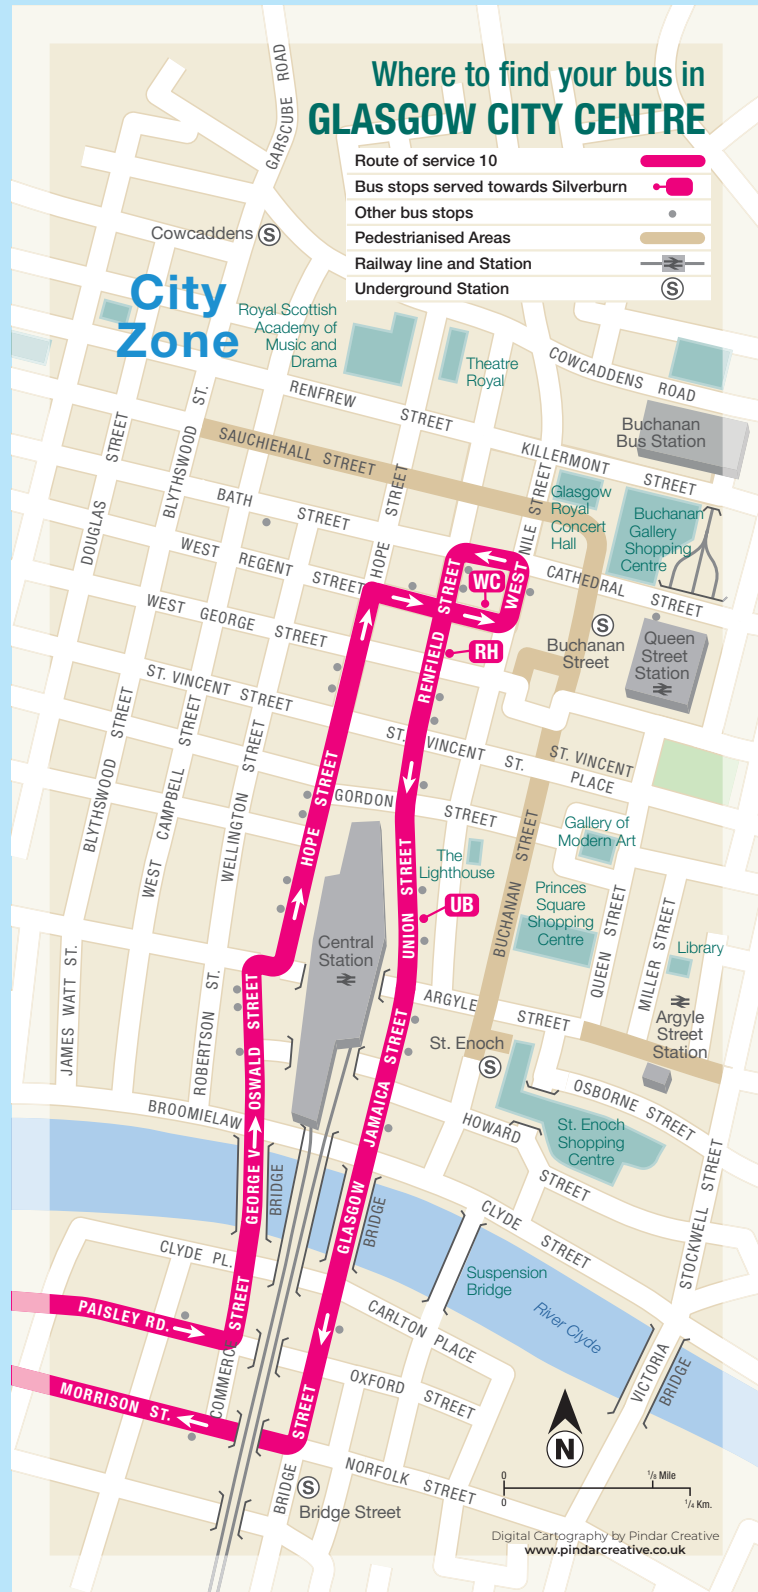 Where to find your bus in
GLASGOW CITY CENTRE
Route of service 10
Bus stops served towards Silverburn
Other bus stops
Pedestrianised Areas
Railway line and Station
Underground Station
S
GARSCUBE ROAD
Cowcaddens S
City
Zone
Royal Scottish
Academy of
Music and
Drama
Theatre
Royal
COWCADDENS ROAD
RENFREW STREET
Buchanan
Bus Station
BLYTHSWOOD ST.
DOUGLAS STREET
SAUCHIEHALL STREET
KILLERMONT STREET
HOPE STREET
WEST NILE STREET
Glasgow
Royal
Concert
Hall
Buchanan
Gallery
Shopping
Centre
BATH STREET
WEST REGENT STREET
CATHEDRAL STREET
WC
WEST GEORGE STREET
RENFIELD STREET
RH
S
Buchanan
Street
Queen
Street
Station
ST. VINCENT STREET
ST. VINCENT ST.
ST. VINCENT
PLACE
BLYTHSWOOD STREET
WEST CAMPBELL STREET
WELLINGTON STREET
HOPE STREET
GORDON STREET
Gallery of
Modern Art
The
Lighthouse
UNION STREET
UB
BUCHANAN STREET
Princes
Square
Shopping
Centre
QUEEN STREET
MILLER STREET
Library
Central
Station
JAMES WATT ST.
ROBERTSON ST.
OSWALD STREET
ARGYLE STREET
Argyle
Street
Station
St. Enoch
S
JAMAICA STREET
OSBORNE STREET
BROOMIELAW
HOWARD STREET
St. Enoch
Shopping
Centre
STOCKWELL STREET
GEORGE V BRIDGE
GLASGOW BRIDGE
CLYDE STREET
CLYDE PL.
Suspension
Bridge
River Clyde
PAISLEY RD.
COMMERCE STREET
CARLTON PLACE
VICTORIA BRIDGE
OXFORD STREET
MORRISON ST.
BRIDGE STREET
NORFOLK STREET
S
Bridge Street
N
0 1/8 Mile
0 1/4 Km.
Digital Cartography by Pindar Creative
www.pindarcreative.co.uk